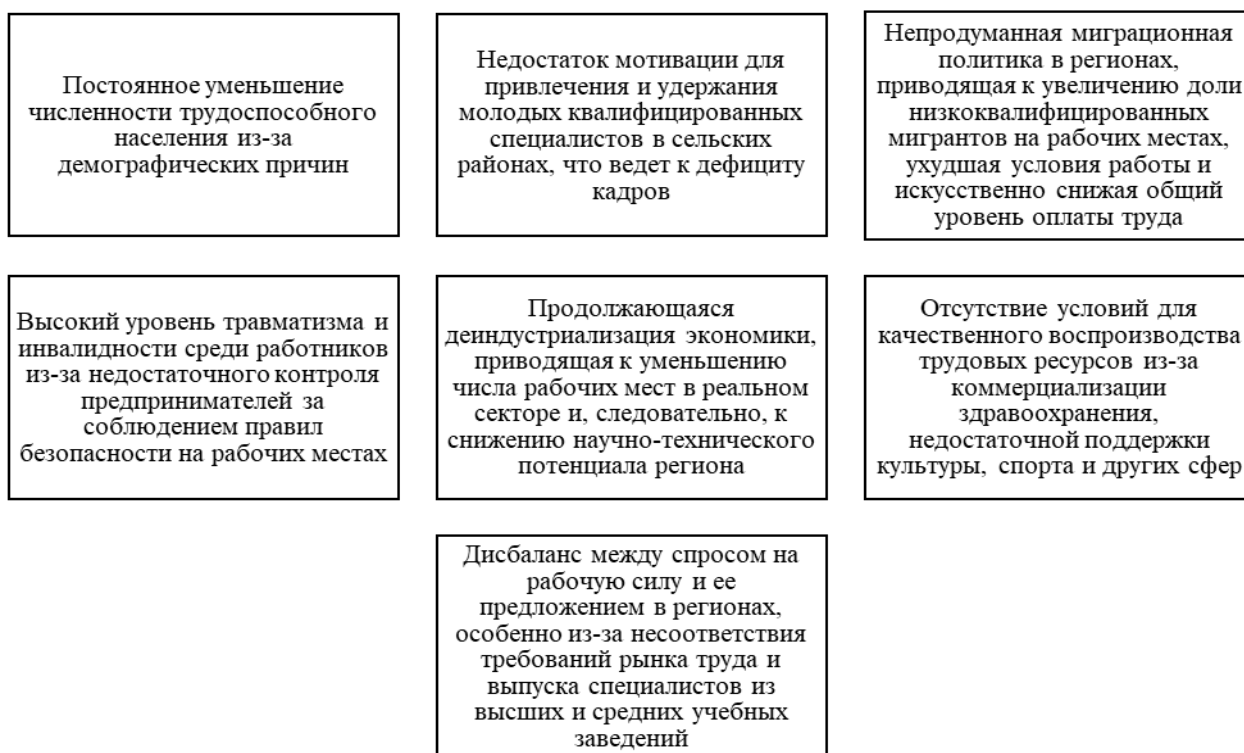 Постоянное уменьшение
численности трудоспособного
населения из-за
демографических причин
Недостаток мотивации для
привлечения и удержания
молодых квалифицированных
специалистов в сельских
районах, что ведет к дефициту
кадров
Непродуманная миграционная
политика в регионах,
приводящая к увеличению доли
низкоквалифицированных
мигрантов на рабочих местах,
ухудшая условия работы и
искусственно снижая общий
уровень оплаты труда
Высокий уровень травматизма и
инвалидности среди работников
из-за недостаточного контроля
предпринимателей за
соблюдением правил
безопасности на рабочих местах
Продолжающаяся
деиндустриализация экономики,
приводящая к уменьшению
числа рабочих мест в реальном
секторе и, следовательно, к
снижению научно-технического
потенциала региона
Отсутствие условий для
качественного воспроизводства
трудовых ресурсов из-за
коммерциализации
здравоохранения,
недостаточной поддержки
культуры, спорта и других сфер
Дисбаланс между спросом на
рабочую силу и ее
предложением в регионах,
особенно из-за несоответствия
требований рынка труда и
выпуска специалистов из
высших и средних учебных
заведений